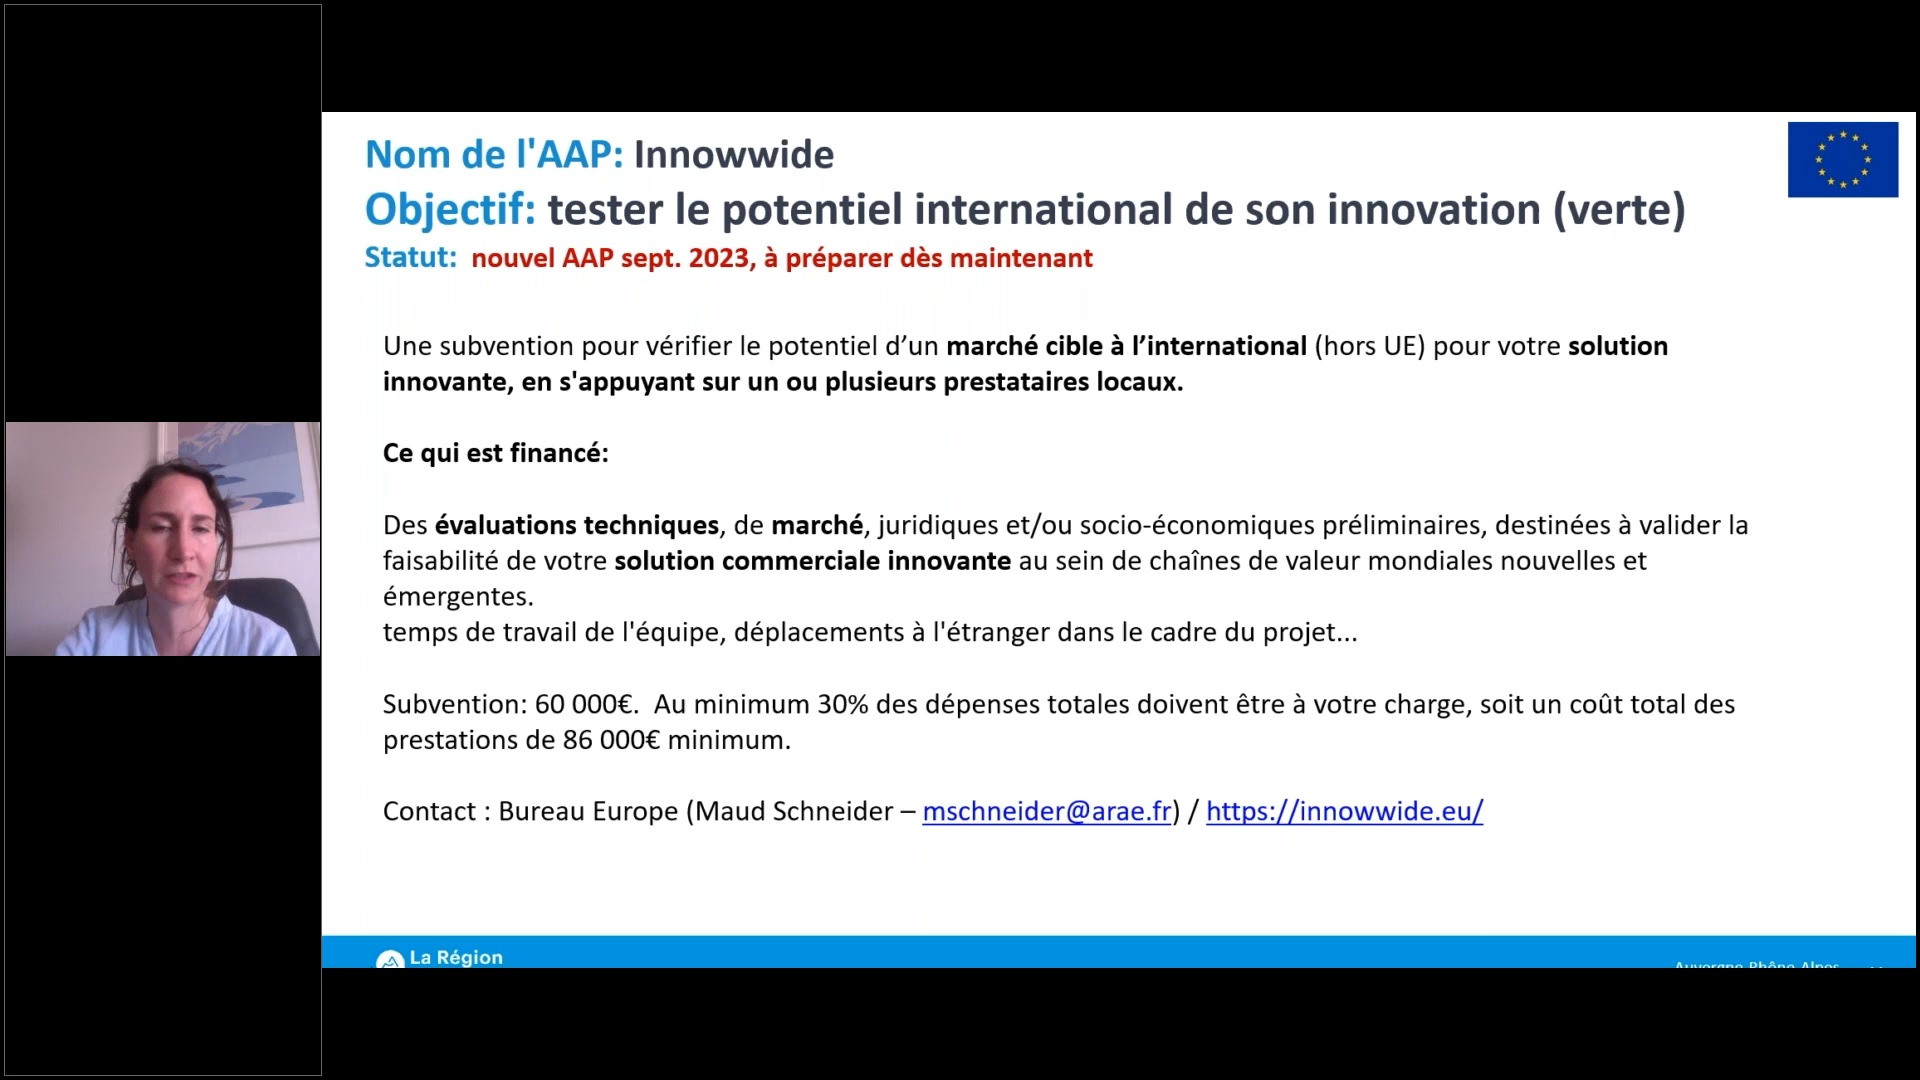 Nom de l'AAP: Innowwide
Objectif: tester le potentiel international de son innovation (verte)
Statut: nouvel AAP sept. 2023, à préparer dès maintenant
Une subvention pour vérifier le potentiel d’un marché cible à l’international (hors UE) pour votre solution
innovante, en s'appuyant sur un ou plusieurs prestataires locaux.
Ce qui est financé:
Des évaluations techniques, de marché, juridiques et/ou socio-économiques préliminaires, destinées à valider la
faisabilité de votre solution commerciale innovante au sein de chaînes de valeur mondiales nouvelles et
émergentes.
temps de travail de l'équipe, déplacements à l'étranger dans le cadre du projet...
Subvention: 60 000€.  Au minimum 30% des dépenses totales doivent être à votre charge, soit un coût total des
prestations de 86 000€ minimum.
Contact : Bureau Europe (Maud Schneider – mschneider@arae.fr) / https://innowwide.eu/
La Région
Auvergne-Rhône-Alpes